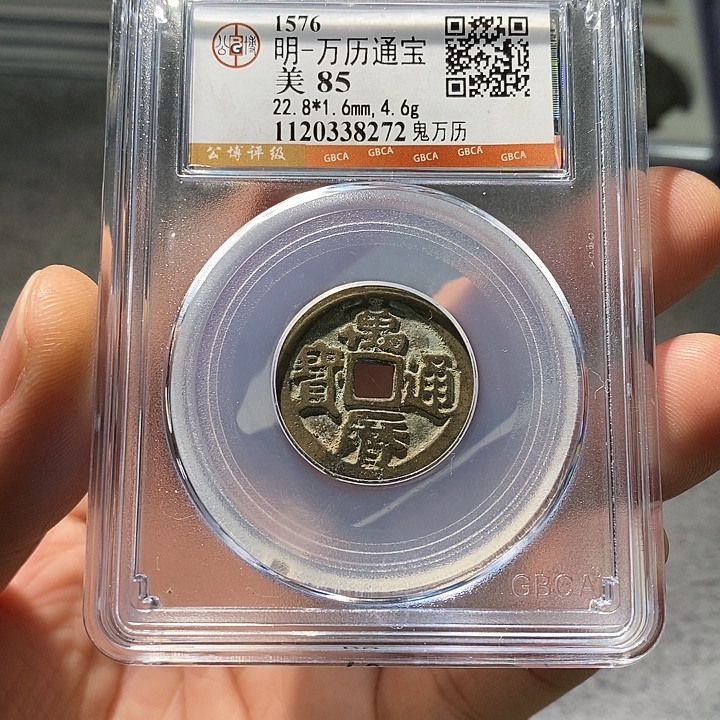 1576
明-万历通宝
美 85
22.8*1.6mm,4.6g
1120338272 鬼万历
公博评级 GBCA GBCA GBCA GBCA GBCA
萬
寶 通
曆
GBCA